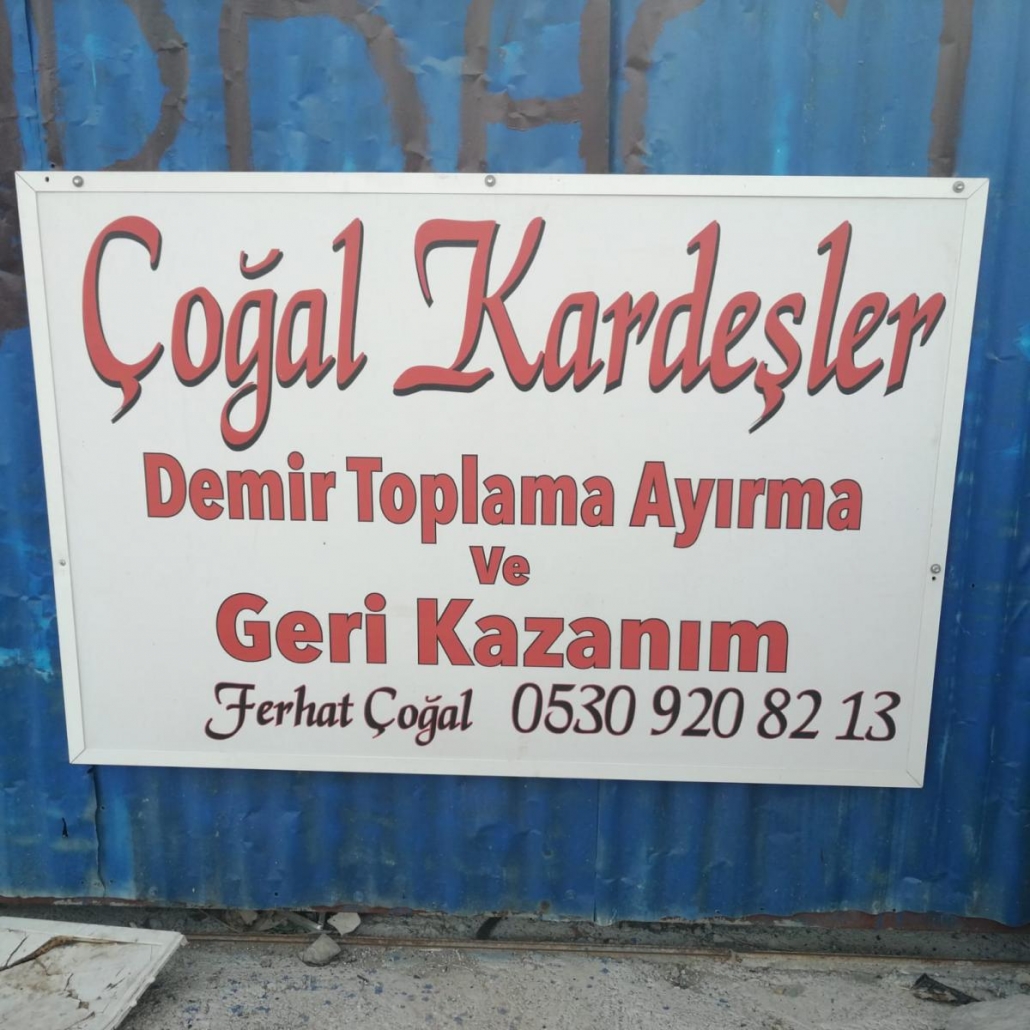 Çoğal Kardeşler
Demir Toplama Ayırma
Ve
Geri Kazanım
Ferhat Çoğal 0530 920 82 13